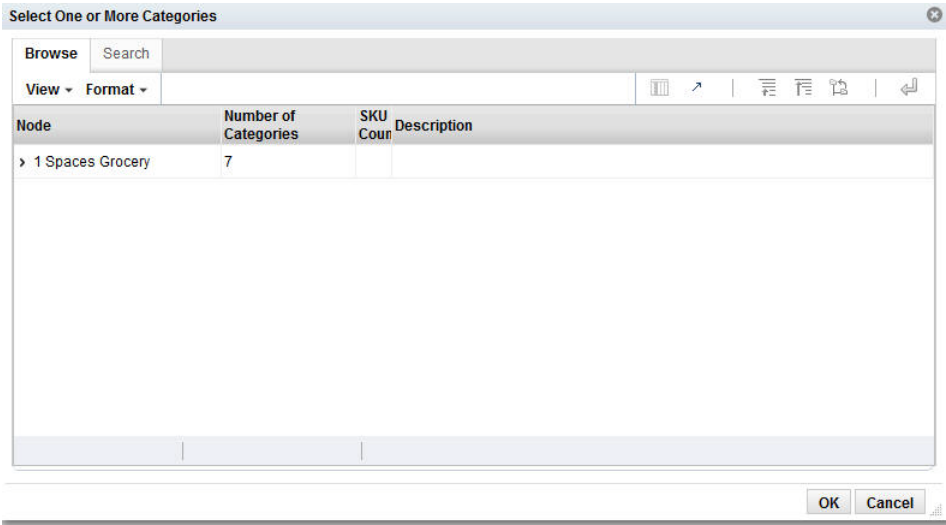 Select One or More Categories
Browse Search
View Format
Node Number of Categories SKU Coun Description
1 Spaces Grocery 7
OK Cancel